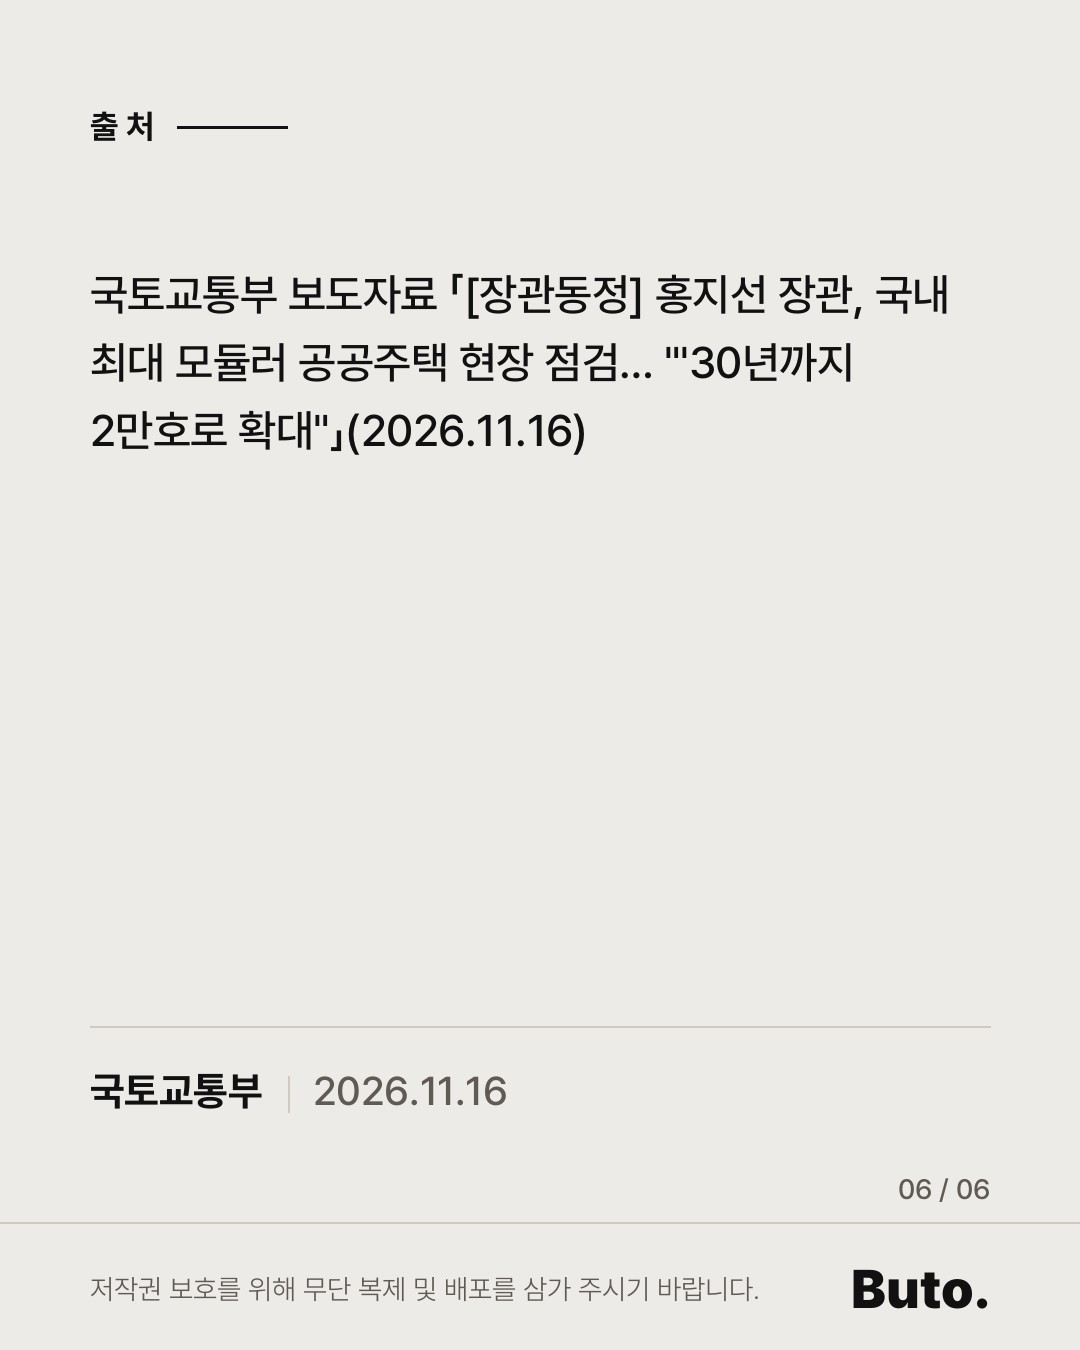 출처
국토교통부 보도자료 ｢[장관동정] 홍지선 장관, 국내
최대 모듈러 공공주택 현장 점검... "'30년까지
2만호로 확대"｣(2026.11.16)
국토교통부 | 2026.11.16
06 / 06
저작권 보호를 위해 무단 복제 및 배포를 삼가 주시기 바랍니다.
Buto.